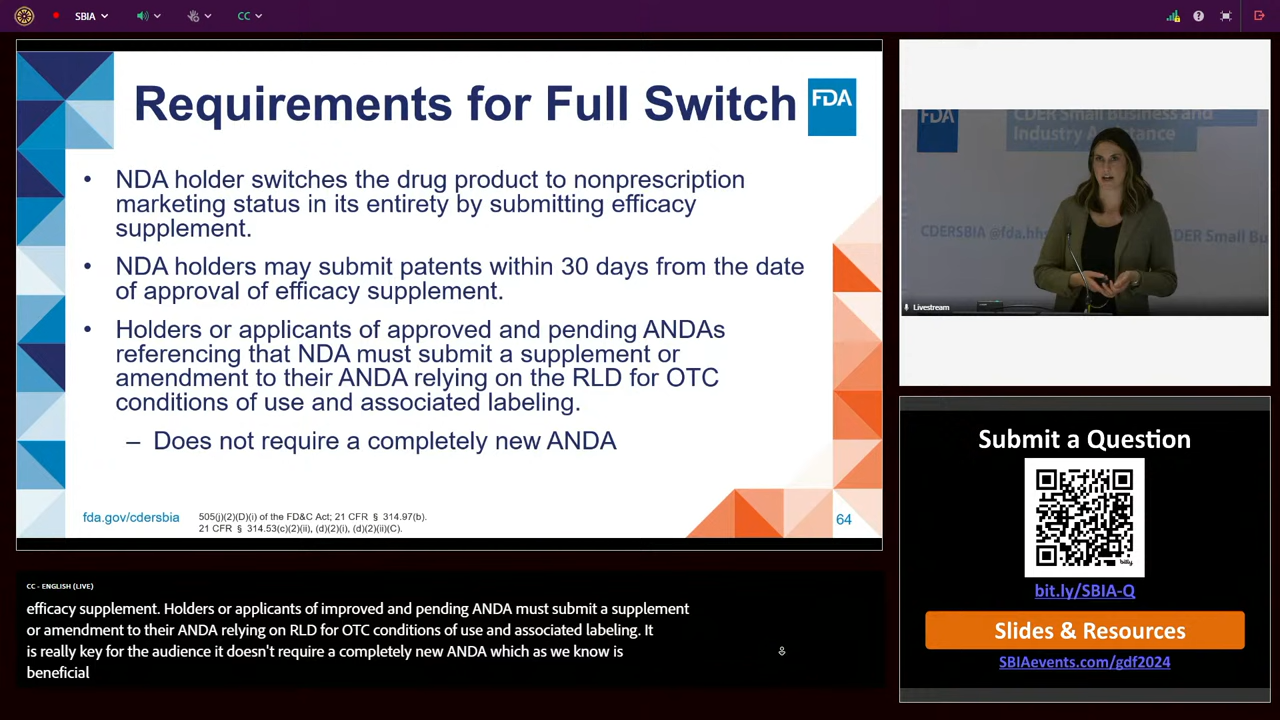 SBIA
CC
Requirements for Full Switch
FDA
• NDA holder switches the drug product to nonprescription
marketing status in its entirety by submitting efficacy
supplement.
• NDA holders may submit patents within 30 days from the date
of approval of efficacy supplement.
• Holders or applicants of approved and pending ANDAs
referencing that NDA must submit a supplement or
amendment to their ANDA relying on the RLD for OTC
conditions of use and associated labeling.
– Does not require a completely new ANDA
fda.gov/cdersbia
505(j)(2)(D)(i) of the FD&C Act; 21 CFR § 314.97(b).
21 CFR § 314.53(c)(2)(ii), (d)(2)(i), (d)(2)(ii)(C).
64
FDA
CDER Small Business and
Industry Assistance
CDERSBIA @fda.hhs
CDER Small Bus
Livestream
Submit a Question
bitly
bit.ly/SBIA-Q
Slides & Resources
SBIAevents.com/gdf2024
CC - ENGLISH (LIVE)
efficacy supplement. Holders or applicants of improved and pending ANDA must submit a supplement
or amendment to their ANDA relying on RLD for OTC conditions of use and associated labeling. It
is really key for the audience it doesn't require a completely new ANDA which as we know is
beneficial